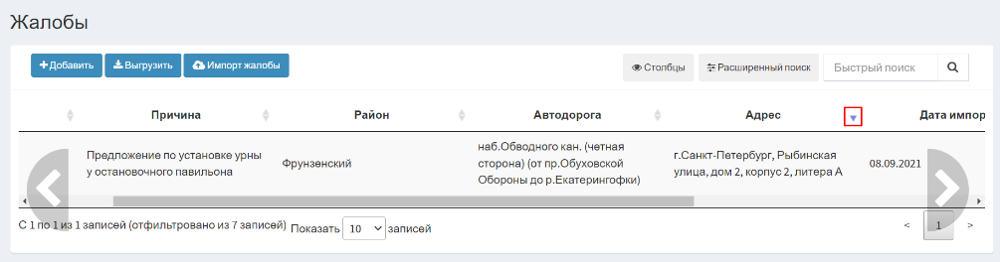 Жалобы
Добавить Выгрузить Импорт жалобы Столбцы Расширенный поиск Быстрый поиск
Причина Район Автодорога Адрес Дата импор
Предложение по установке урны у остановочного павильона
Фрунзенский
наб.Обводного кан. (четная сторона) (от пр.Обуховской Обороны до р.Екатерингофки)
г.Санкт-Петербург, Рыбинская улица, дом 2, корпус 2, литера А
08.09.2021
С 1 по 1 из 1 записей (отфильтровано из 7 записей) Показать 10 записей < 1 >